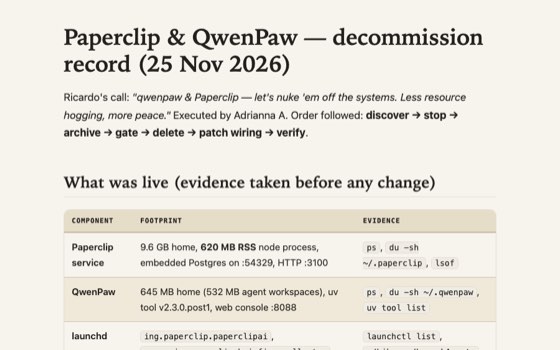 Paperclip & QwenPaw — decommission
record (25 Nov 2026)
Ricardo's call: "qwenpaw & Paperclip — let's nuke 'em off the systems. Less resource
hogging, more peace." Executed by Adrianna A. Order followed: discover → stop →
archive → gate → delete → patch wiring → verify.
What was live (evidence taken before any change)
COMPONENT FOOTPRINT EVIDENCE
Paperclip 9.6 GB home, 620 MB RSS node process, ps , du -sh
service embedded Postgres on :54329, HTTP :3100 ~/.paperclip , lsof
QwenPaw 645 MB home (532 MB agent workspaces), uv ps , du -sh ~/.qwenpaw ,
tool v2.3.0.post1, web console :8088 uv tool list
launchd ing.paperclip.paperclipai , launchctl list ,